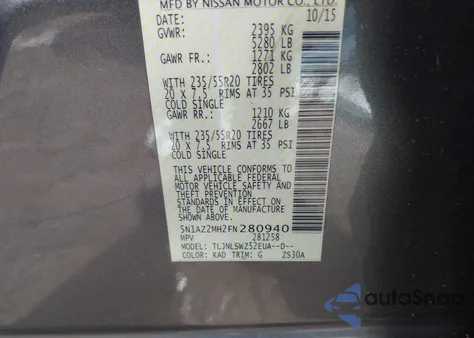 MFD BY NISSAN MOTOR CO., LTD.
DATE: 10/15
GVWR: 2395 KG
5280 LB
GAWR FR.: 1271 KG
2802 LB
WITH 235/55R20 TIRES
20 X 7.5 RIMS AT 35 PSI
COLD SINGLE
GAWR RR.: 1210 KG
2667 LB
WITH 235/55R20 TIRES
20 X 7.5 RIMS AT 35 PSI
COLD SINGLE
THIS VEHICLE CONFORMS TO
ALL APPLICABLE FEDERAL
MOTOR VEHICLE SAFETY AND
THEFT PREVENTION
STANDARDS IN EFFECT ON
THE DATE OF MANUFACTURE
SHOWN ABOVE.
5N1AZ2MH2FN280940
MPV 281258
MODEL: TLJNLSWZ52EUA--D--
COLOR: KAD TRIM: G ZS30A
autoSnap